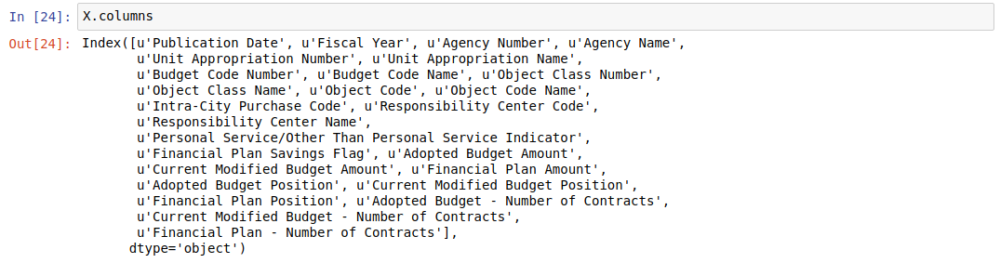 In [24]: X.columns
Out[24]: Index([u'Publication Date', u'Fiscal Year', u'Agency Number', u'Agency Name',
u'Unit Appropriation Number', u'Unit Appropriation Name',
u'Budget Code Number', u'Budget Code Name', u'Object Class Number',
u'Object Class Name', u'Object Code', u'Object Code Name',
u'Intra-City Purchase Code', u'Responsibility Center Code',
u'Responsibility Center Name',
u'Personal Service/Other Than Personal Service Indicator',
u'Financial Plan Savings Flag', u'Adopted Budget Amount',
u'Current Modified Budget Amount', u'Financial Plan Amount',
u'Adopted Budget Position', u'Current Modified Budget Position',
u'Financial Plan Position', u'Adopted Budget - Number of Contracts',
u'Current Modified Budget - Number of Contracts',
u'Financial Plan - Number of Contracts'],
dtype='object')